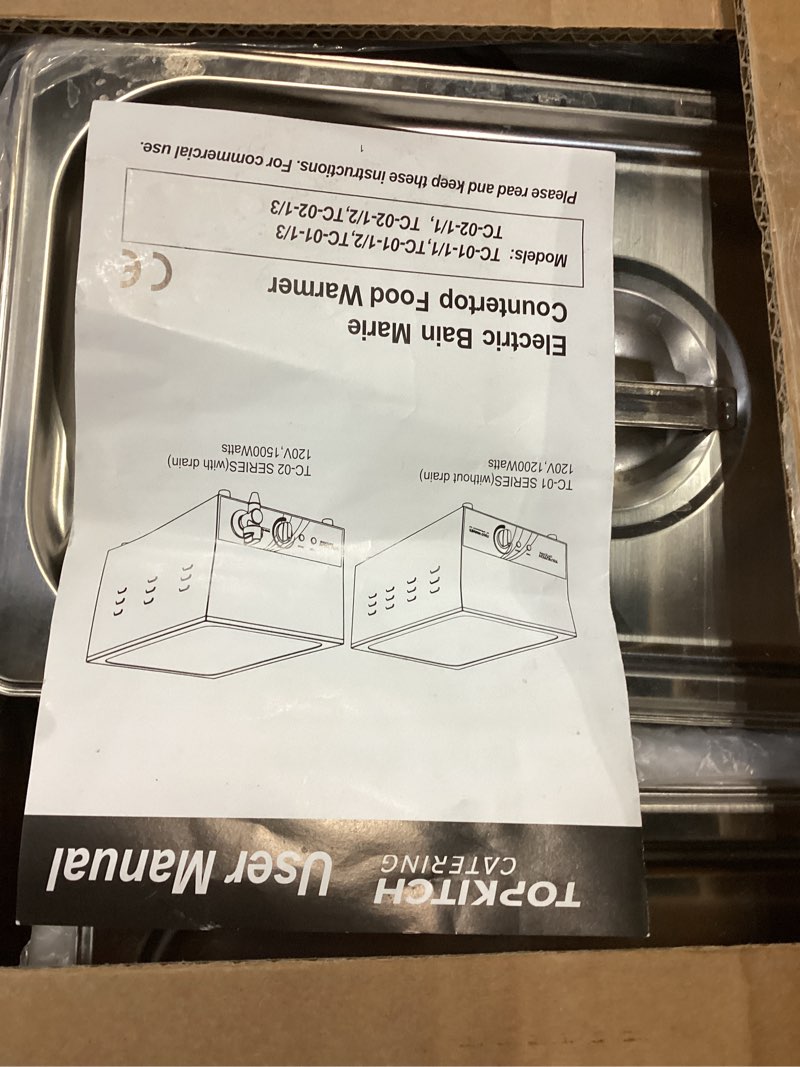 TOPKITCH
CATERING
User Manual
TC-01 SERIES(without drain)
120V,1200Watts
TC-02 SERIES(with drain)
120V,1500Watts
Electric Bain Marie
Countertop Food Warmer
CE
Models: TC-01-1/1,TC-01-1/2,TC-01-1/3
TC-02-1/1, TC-02-1/2,TC-02-1/3
Please read and keep these instructions. For commercial use.
1